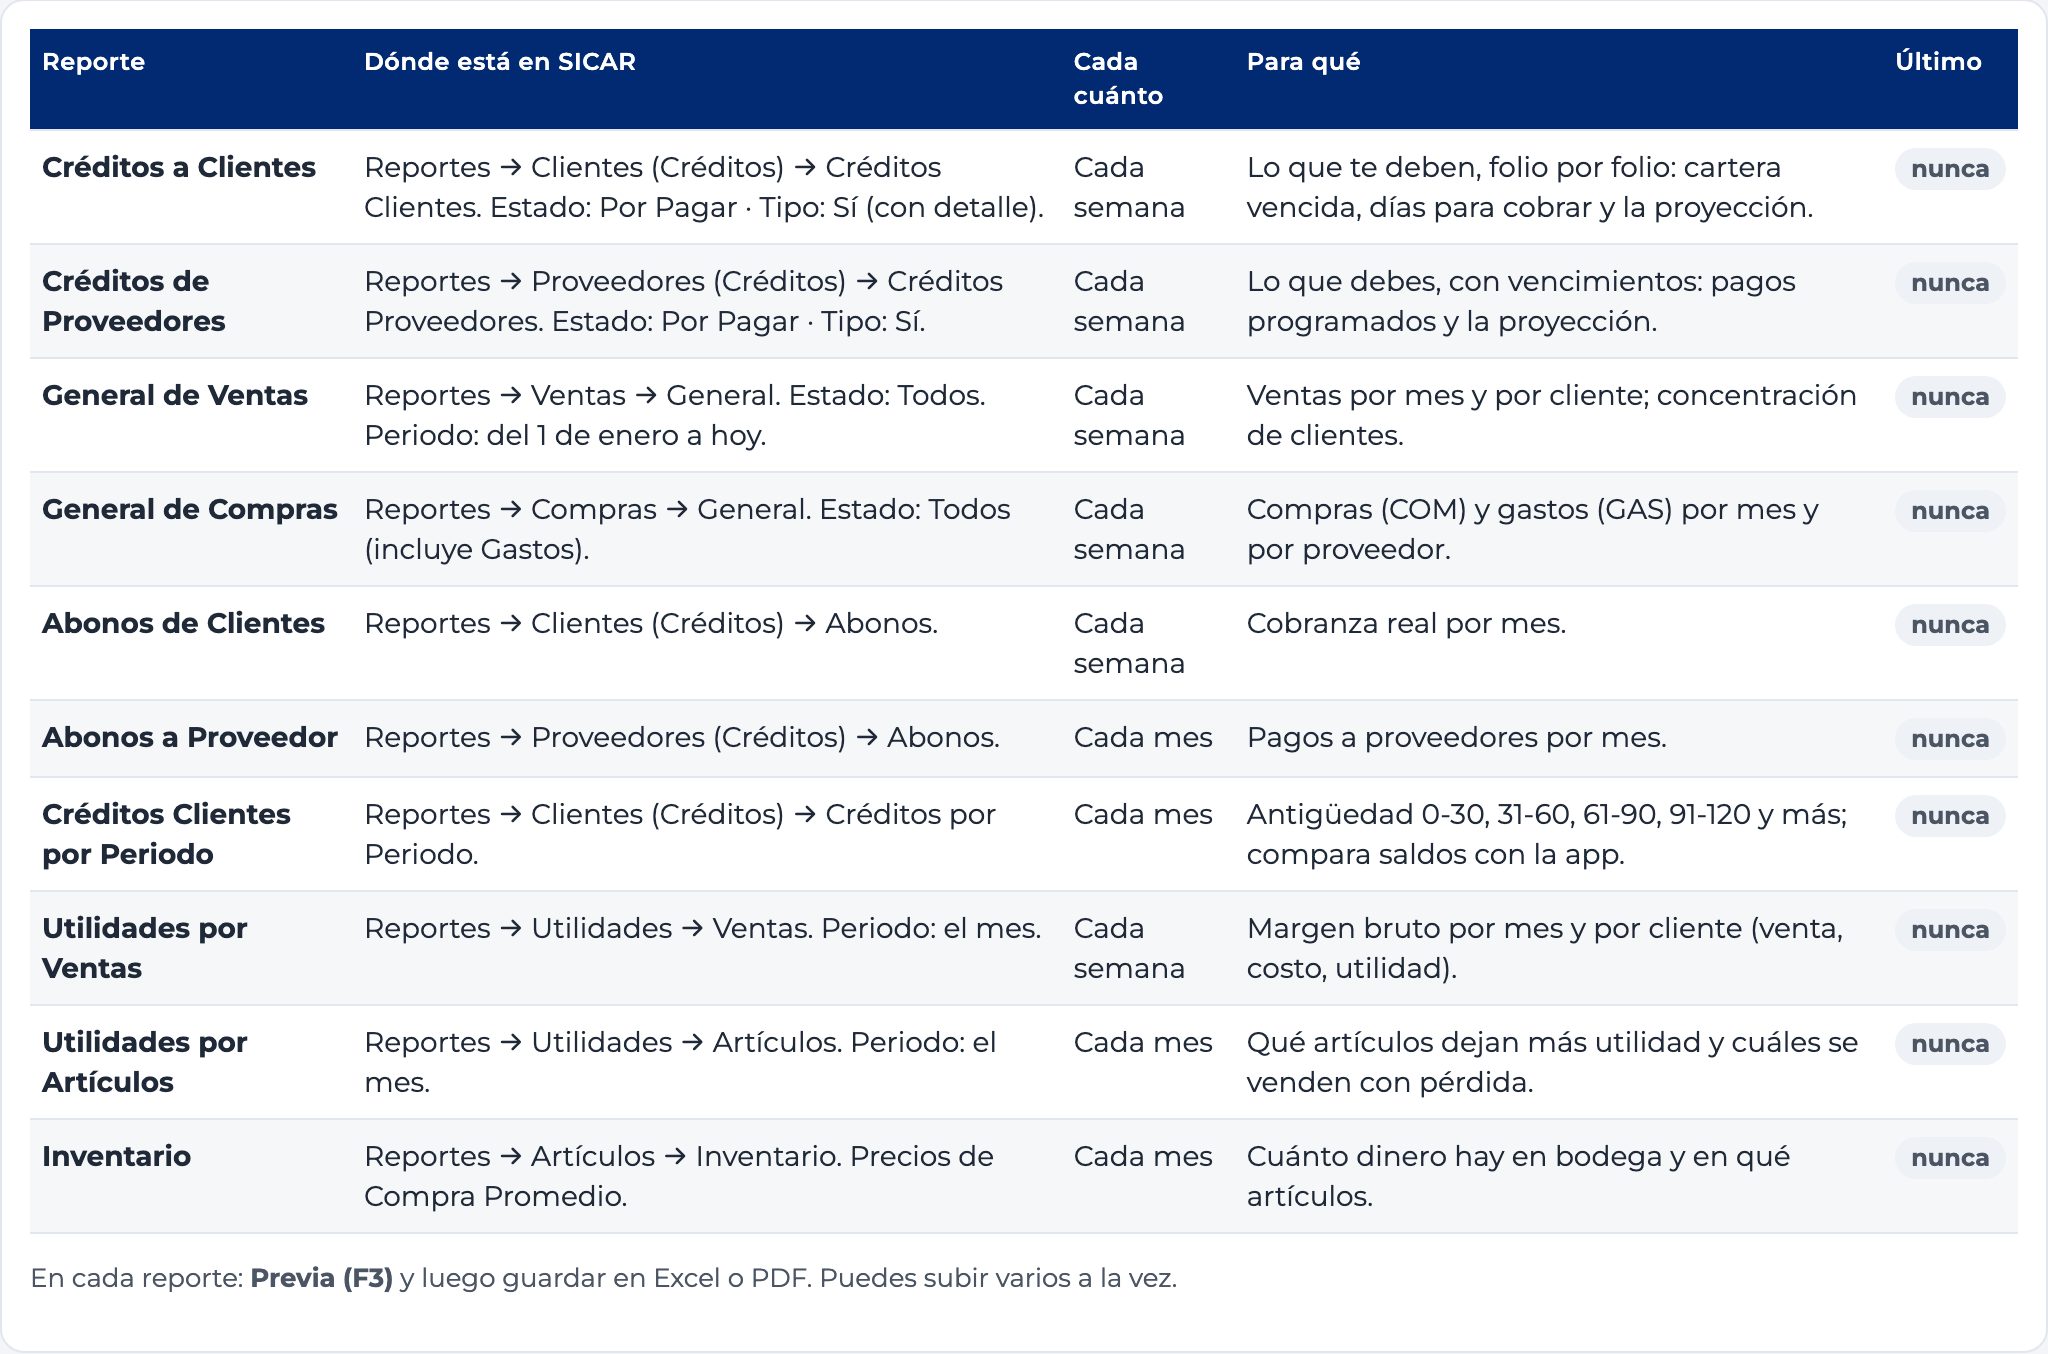 Reporte Dónde está en SICAR Cada cuánto Para qué Último
Créditos a Clientes Reportes → Clientes (Créditos) → Créditos Cada Lo que te deben, folio por folio: cartera nunca
Clientes. Estado: Por Pagar · Tipo: Sí (con detalle). semana vencida, días para cobrar y la proyección.
Créditos de Reportes → Proveedores (Créditos) → Créditos Cada Lo que debes, con vencimientos: pagos nunca
Proveedores Proveedores. Estado: Por Pagar · Tipo: Sí. semana programados y la proyección.
General de Ventas Reportes → Ventas → General. Estado: Todos. Cada Ventas por mes y por cliente; concentración nunca
Periodo: del 1 de enero a hoy. semana de clientes.
General de Compras Reportes → Compras → General. Estado: Todos Cada Compras (COM) y gastos (GAS) por mes y nunca
(incluye Gastos). semana por proveedor.
Abonos de Clientes Reportes → Clientes (Créditos) → Abonos. Cada Cobranza real por mes. nunca
semana
Abonos a Proveedor Reportes → Proveedores (Créditos) → Abonos. Cada mes Pagos a proveedores por mes. nunca
Créditos Clientes Reportes → Clientes (Créditos) → Créditos por Cada mes Antigüedad 0-30, 31-60, 61-90, 91-120 y más; nunca
por Periodo Periodo. compara saldos con la app.
Utilidades por Reportes → Utilidades → Ventas. Periodo: el mes. Cada Margen bruto por mes y por cliente (venta, nunca
Ventas semana costo, utilidad).
Utilidades por Reportes → Utilidades → Artículos. Periodo: el Cada mes Qué artículos dejan más utilidad y cuáles se nunca
Artículos mes. venden con pérdida.
Inventario Reportes → Artículos → Inventario. Precios de Cada mes Cuánto dinero hay en bodega y en qué nunca
Compra Promedio. artículos.
En cada reporte: Previa (F3) y luego guardar en Excel o PDF. Puedes subir varios a la vez.